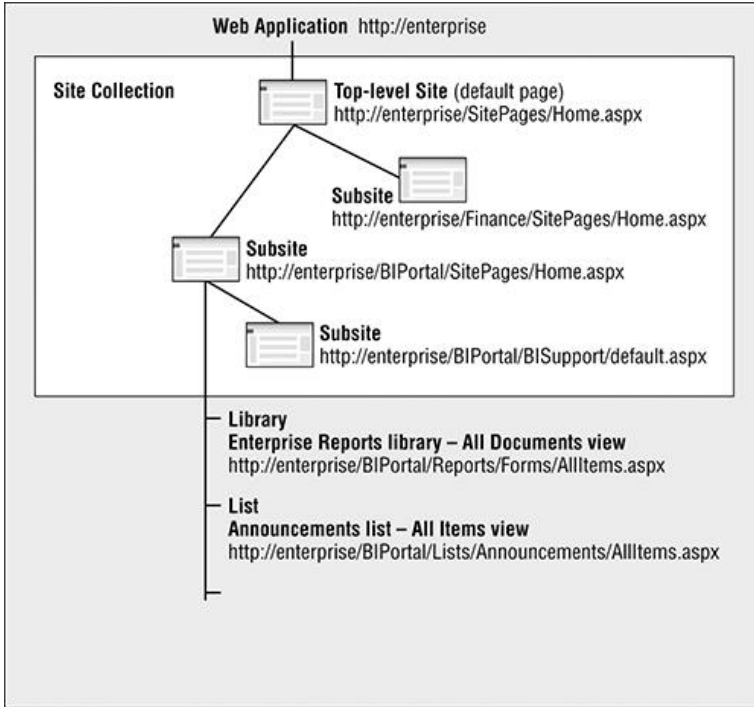 Web Application http://enterprise
Site Collection
Top-level Site (default page)
http://enterprise/SitePages/Home.aspx
Subsite
http://enterprise/Finance/SitePages/Home.aspx
Subsite
http://enterprise/BIPortal/SitePages/Home.aspx
Subsite
http://enterprise/BIPortal/BISupport/default.aspx
Library
Enterprise Reports library – All Documents view
http://enterprise/BIPortal/Reports/Forms/AllItems.aspx
List
Announcements list – All Items view
http://enterprise/BIPortal/Lists/Announcements/AllItems.aspx